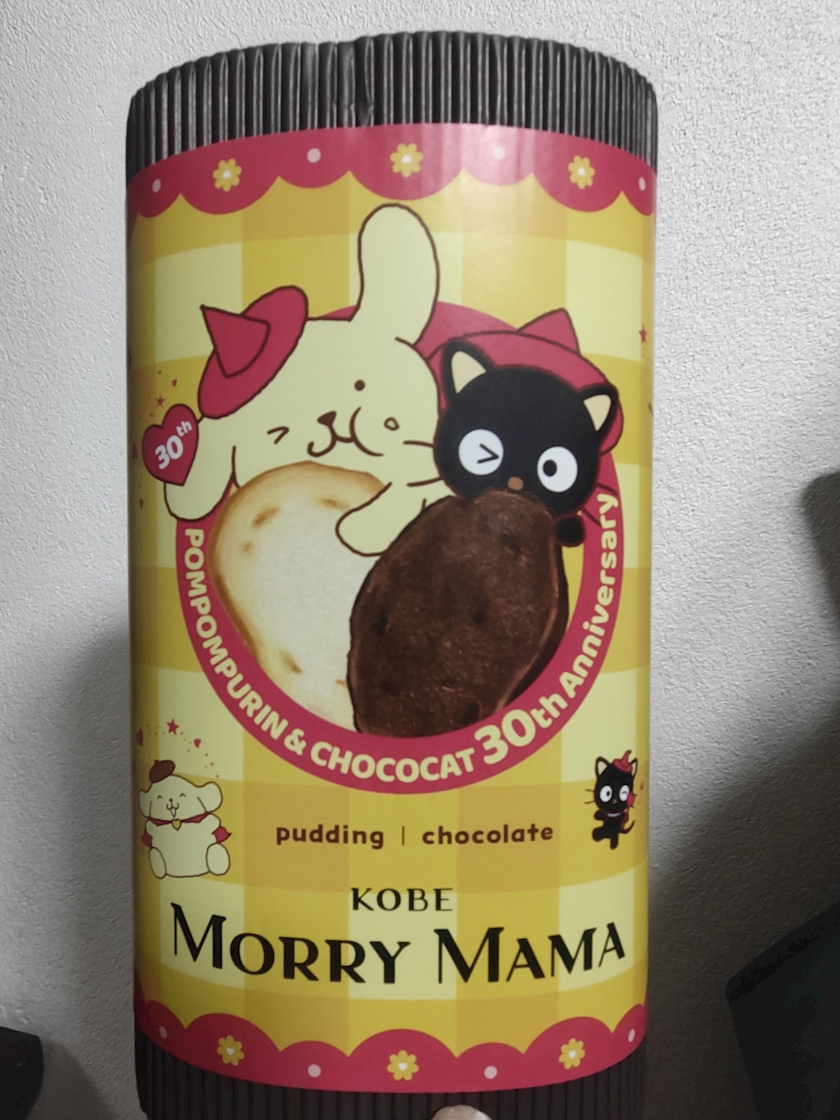 30th
POMPOMPURIN & CHOCOCAT 30th Anniversary
pudding | chocolate
KOBE
MORRY MAMA